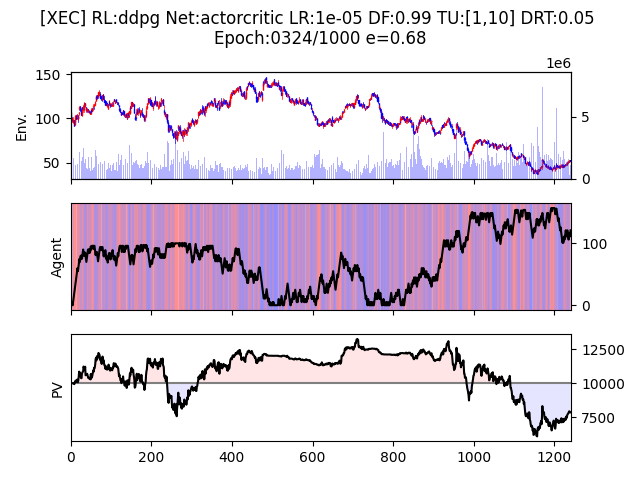 [XEC] RL:ddpg Net:actorcritic LR:1e-05 DF:0.99 TU:[1,10] DRT:0.05
Epoch:0324/1000 e=0.68
1e6
150
100
50
Env.
5
0
Agent
100
0
PV
12500
10000
7500
0 200 400 600 800 1000 1200